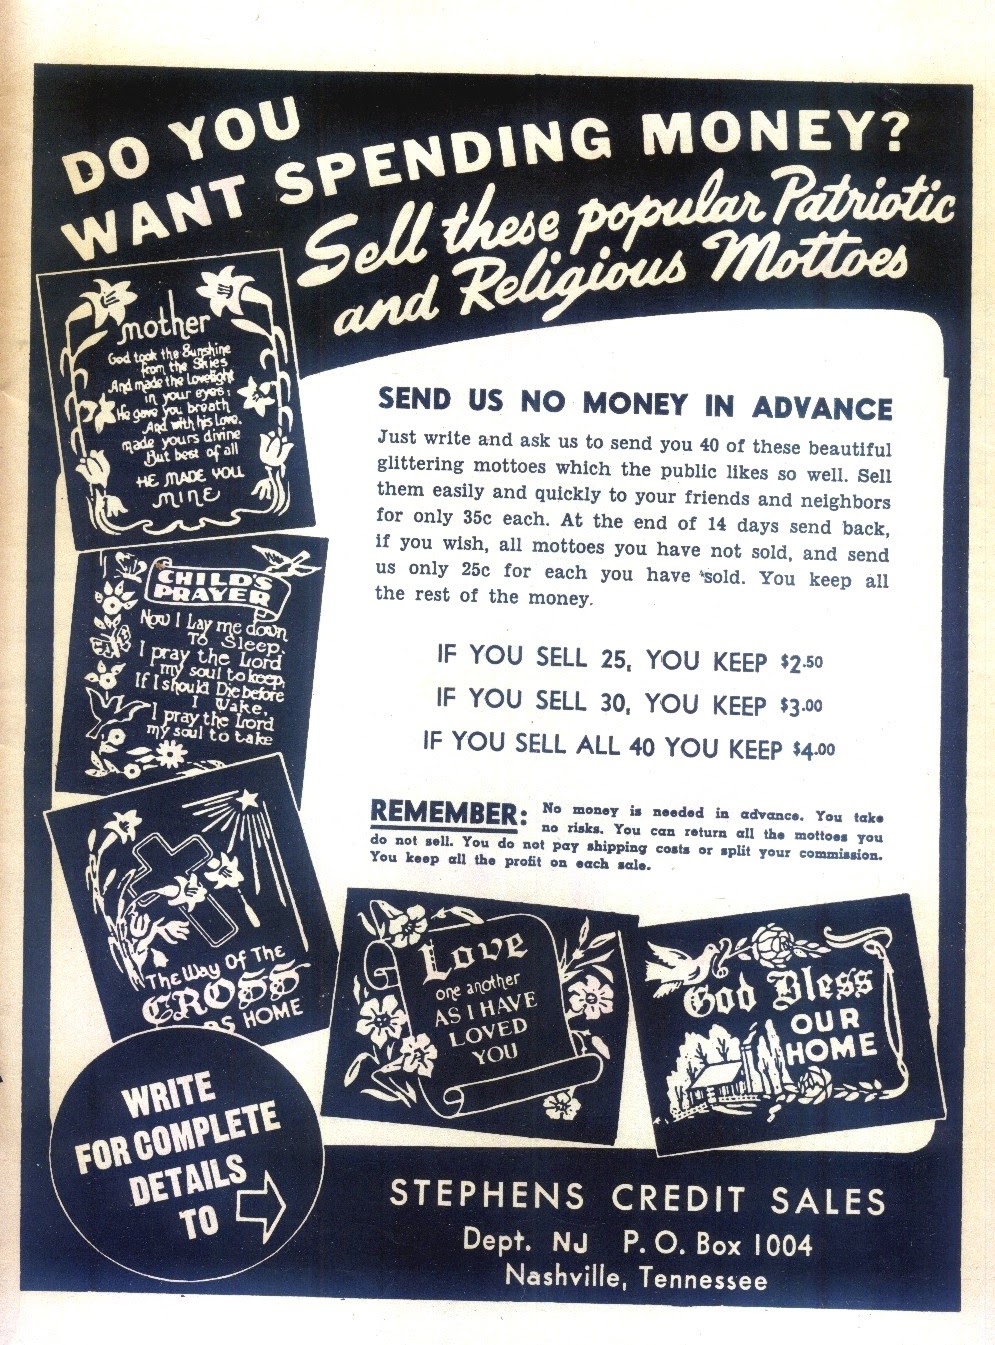 DO YOU
WANT SPENDING MONEY?
Sell these popular Patriotic
and Religious Mottoes
mother
God took the Sunshine
from the Skies
And made the Lovelight
in your eyes;
He gave you breath
And with his Love,
made yours divine
But best of all
HE MADE YOU
MINE
CHILD'S
PRAYER
Now I Lay me down
To Sleep,
I pray the Lord
my soul to keep,
If I should Die before
I Wake,
I pray the Lord
my soul to take
The Way Of The
CROSS
HOME
SEND US NO MONEY IN ADVANCE
Just write and ask us to send you 40 of these beautiful
glittering mottoes which the public likes so well. Sell
them easily and quickly to your friends and neighbors
for only 35c each. At the end of 14 days send back,
if you wish, all mottoes you have not sold, and send
us only 25c for each you have sold. You keep all
the rest of the money.
IF YOU SELL 25, YOU KEEP $2.50
IF YOU SELL 30, YOU KEEP $3.00
IF YOU SELL ALL 40 YOU KEEP $4.00
REMEMBER: No money is needed in advance. You take
no risks. You can return all the mottoes you
do not sell. You do not pay shipping costs or split your commission.
You keep all the profit on each sale.
Love
one another
AS I HAVE
LOVED
YOU
God Bless
OUR
HOME
WRITE
FOR COMPLETE
DETAILS
TO
STEPHENS CREDIT SALES
Dept. NJ P. O. Box 1004
Nashville, Tennessee